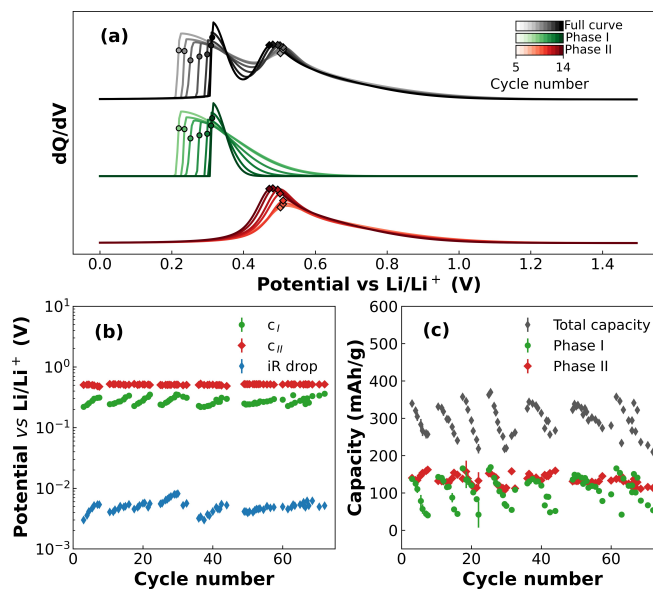 (a)
Full curve
Phase I
Phase II
5 14
Cycle number
dQ/dV
0.0 0.2 0.4 0.6 0.8 1.0 1.2 1.4
Potential vs Li/Li⁺ (V)
(b)
c_I
c_II
iR drop
10¹
10⁰
10⁻¹
10⁻²
10⁻³
Potential vs Li/Li⁺ (V)
0 20 40 60
Cycle number
(c)
Total capacity
Phase I
Phase II
600
500
400
300
200
100
0
Capacity (mAh/g)
0 20 40 60
Cycle number